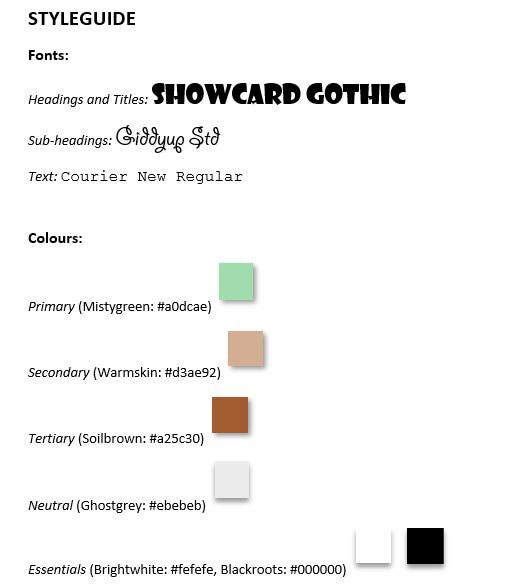 STYLEGUIDE
Fonts:
Headings and Titles: SHOWCARD GOTHIC
Sub-headings: Giddyup Std
Text: Courier New Regular
Colours:
Primary (Mistygreen: #a0dcae)
Secondary (Warmskin: #d3ae92)
Tertiary (Soilbrown: #a25c30)
Neutral (Ghostgrey: #ebebeb)
Essentials (Brightwhite: #fefefe, Blackroots: #000000)